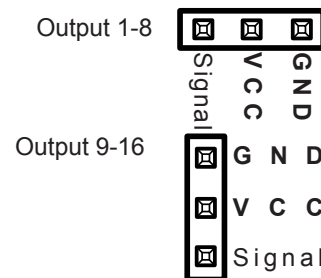 Output 1-8
Signal
VCC
GND
Output 9-16
G N D
V C C
Signal